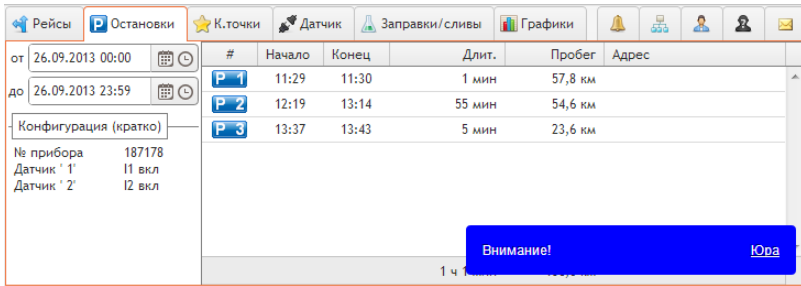 Рейсы Остановки К.точки Датчик Заправки/сливы Графики
от 26.09.2013 00:00
до 26.09.2013 23:59
Конфигурация (кратко)
№ прибора 187178
Датчик ' 1' I1 вкл
Датчик ' 2' I2 вкл
# Начало Конец Длит. Пробег Адрес
P 1 11:29 11:30 1 мин 57,8 км
P 2 12:19 13:14 55 мин 54,6 км
P 3 13:37 13:43 5 мин 23,6 км
Внимание! Юра
1 ч 1